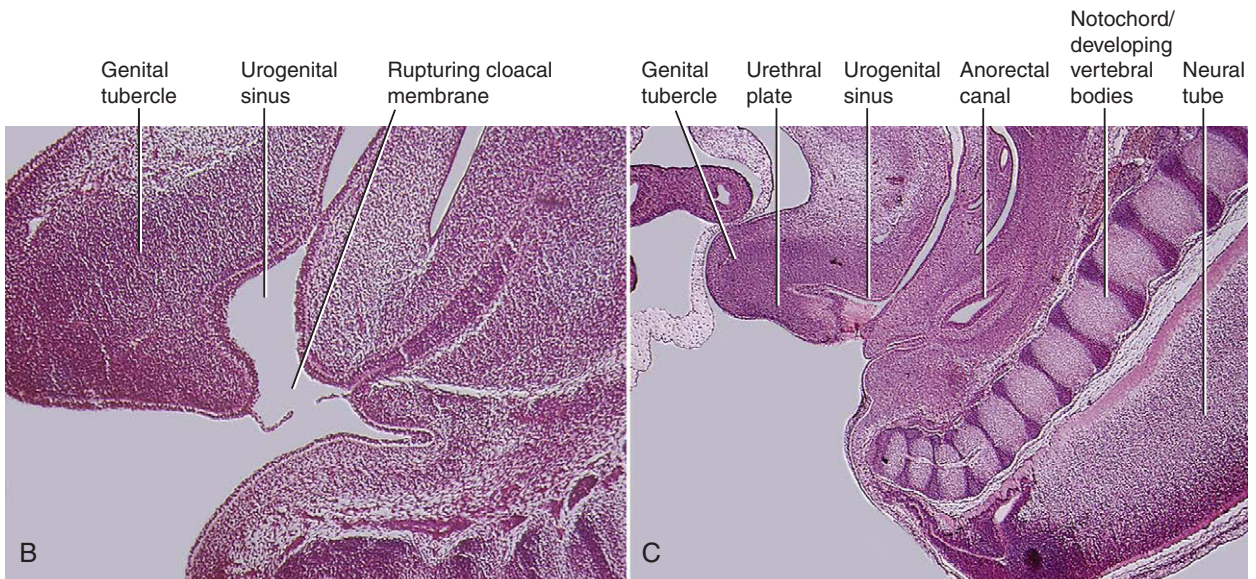 Genital
tubercle
Urogenital
sinus
Rupturing cloacal
membrane
Genital
tubercle
Urethral
plate
Urogenital
sinus
Anorectal
canal
Notochord/
developing
vertebral
bodies
Neural
tube
B
C